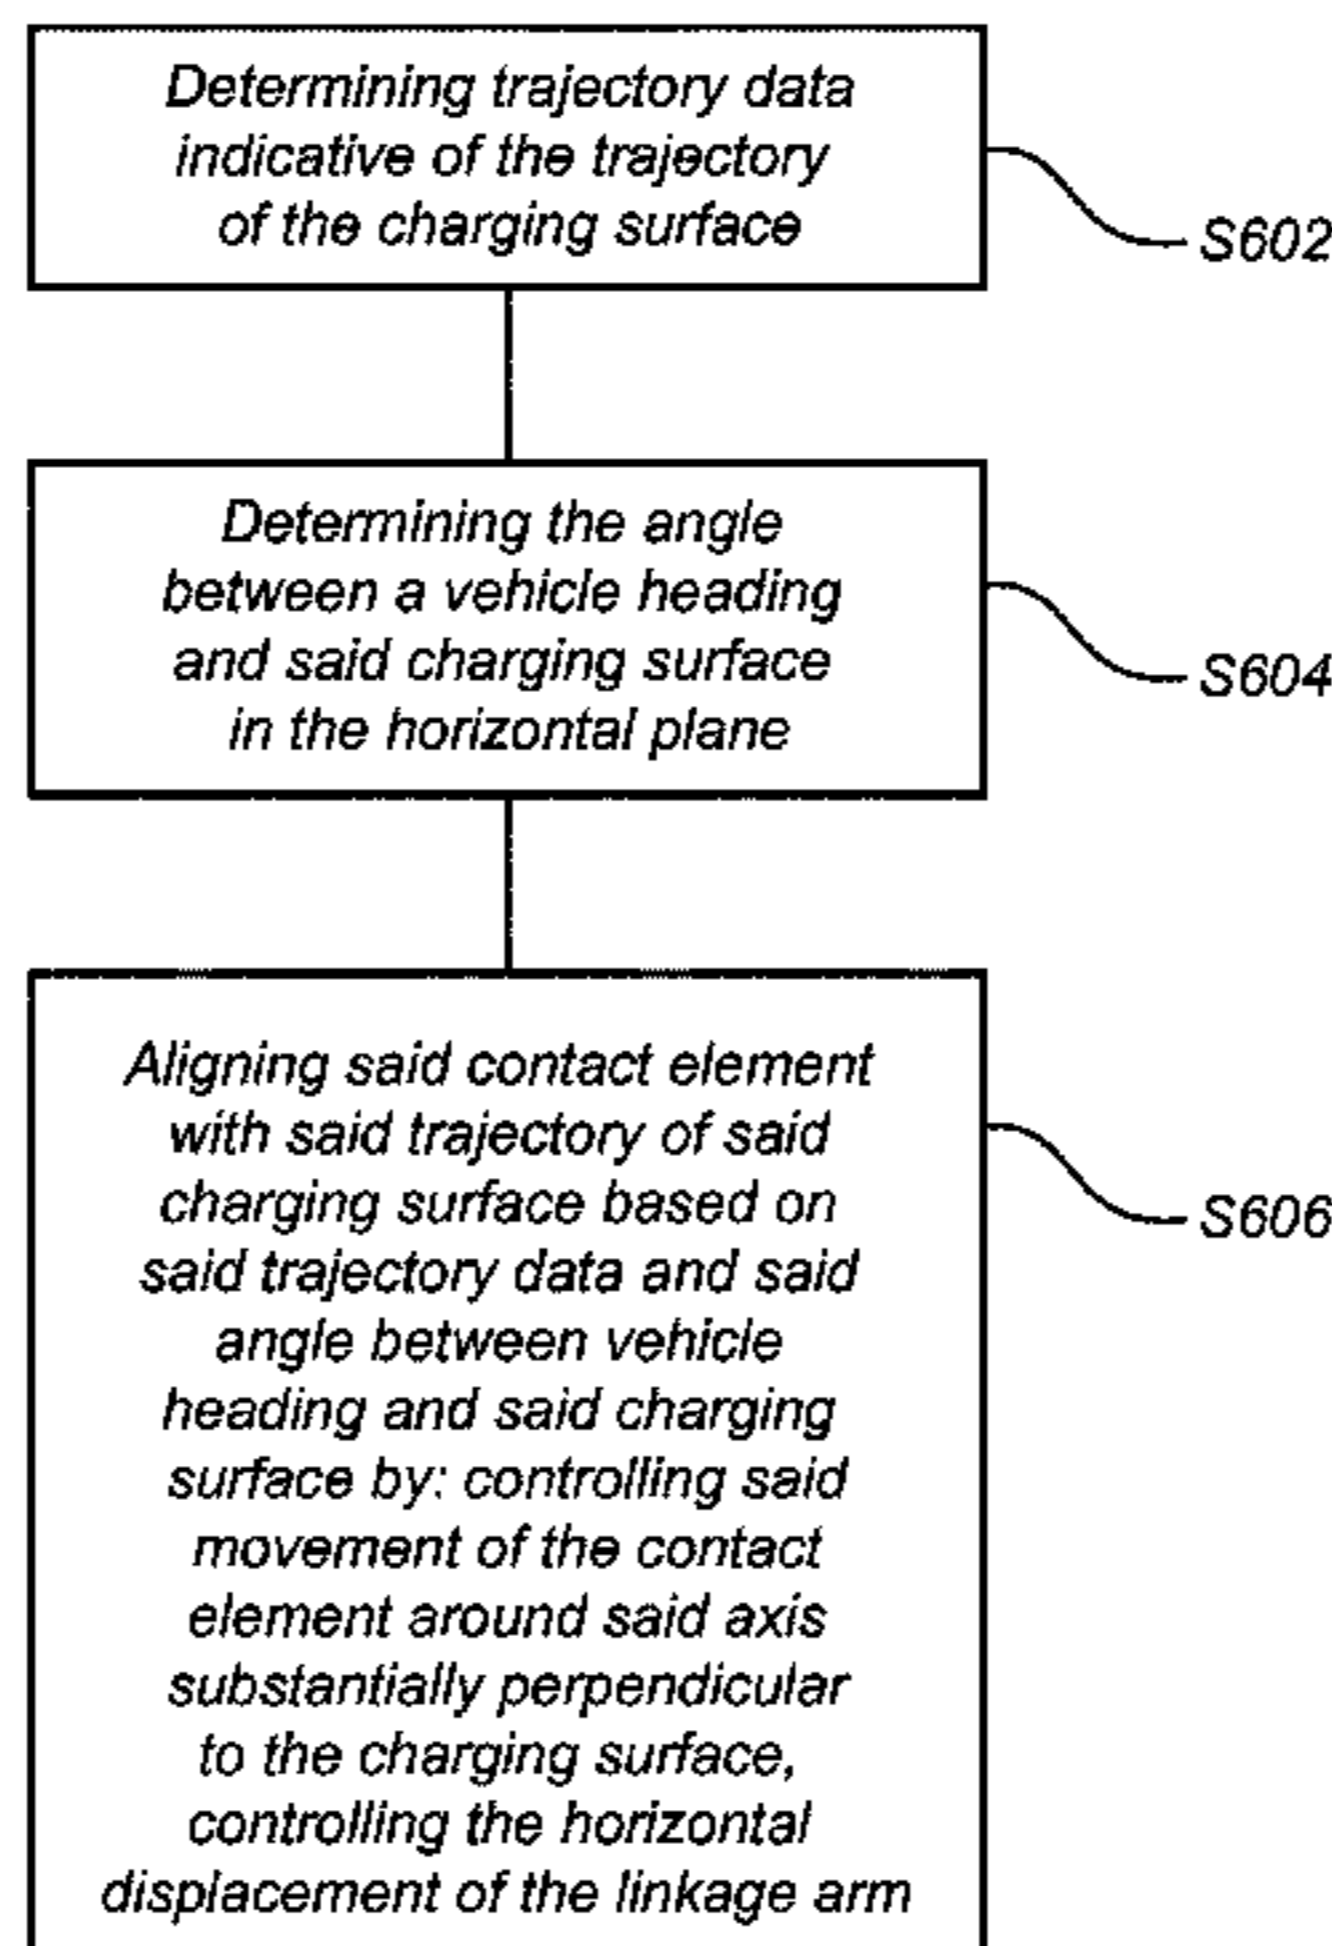 Determining trajectory data
indicative of the trajectory
of the charging surface
S602
Determining the angle
between a vehicle heading
and said charging surface
in the horizontal plane
S604
Aligning said contact element
with said trajectory of said
charging surface based on
said trajectory data and said
angle between vehicle
heading and said charging
surface by: controlling said
movement of the contact
element around said axis
substantially perpendicular
to the charging surface,
controlling the horizontal
displacement of the linkage arm
S606